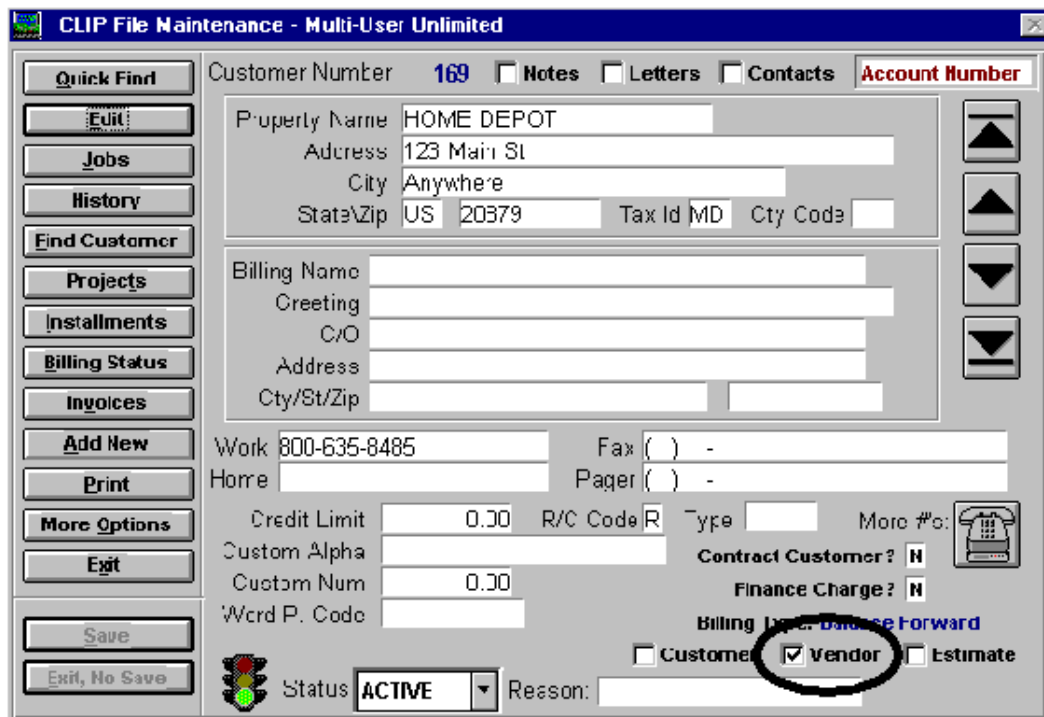 CLIP File Maintenance - Multi-User Unlimited
Quick Find
Edit
Jobs
History
Find Customer
Projects
Installments
Billing Status
Invoices
Add New
Print
More Options
Exit
Save
Exit, No Save
Customer Number 169 Notes Letters Contacts Account Number
Property Name HOME DEPOT
Address 123 Main St
City Anywhere
State\Zip US 20879 Tax Id MD Cty Code
Billing Name
Greeting
C/O
Address
Cty/St/Zip
Work 800-635-8485 Fax ( ) -
Home Pager ( ) -
Credit Limit 0.00 R/C Code R Type More #'s:
Custom Alpha Contract Customer? N
Custom Num 0.00 Finance Charge? N
Word P. Code
Billing Type: Balance Forward
Customer Vendor Estimate
Status ACTIVE Reason: